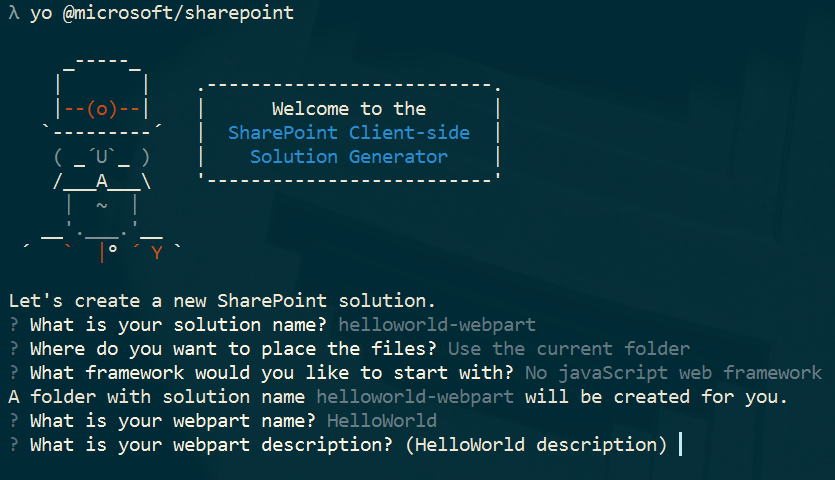 λ yo @microsoft/sharepoint
Welcome to the
SharePoint Client-side
Solution Generator
Let's create a new SharePoint solution.
? What is your solution name? helloworld-webpart
? Where do you want to place the files? Use the current folder
? What framework would you like to start with? No javaScript web framework
A folder with solution name helloworld-webpart will be created for you.
? What is your webpart name? HelloWorld
? What is your webpart description? (HelloWorld description)